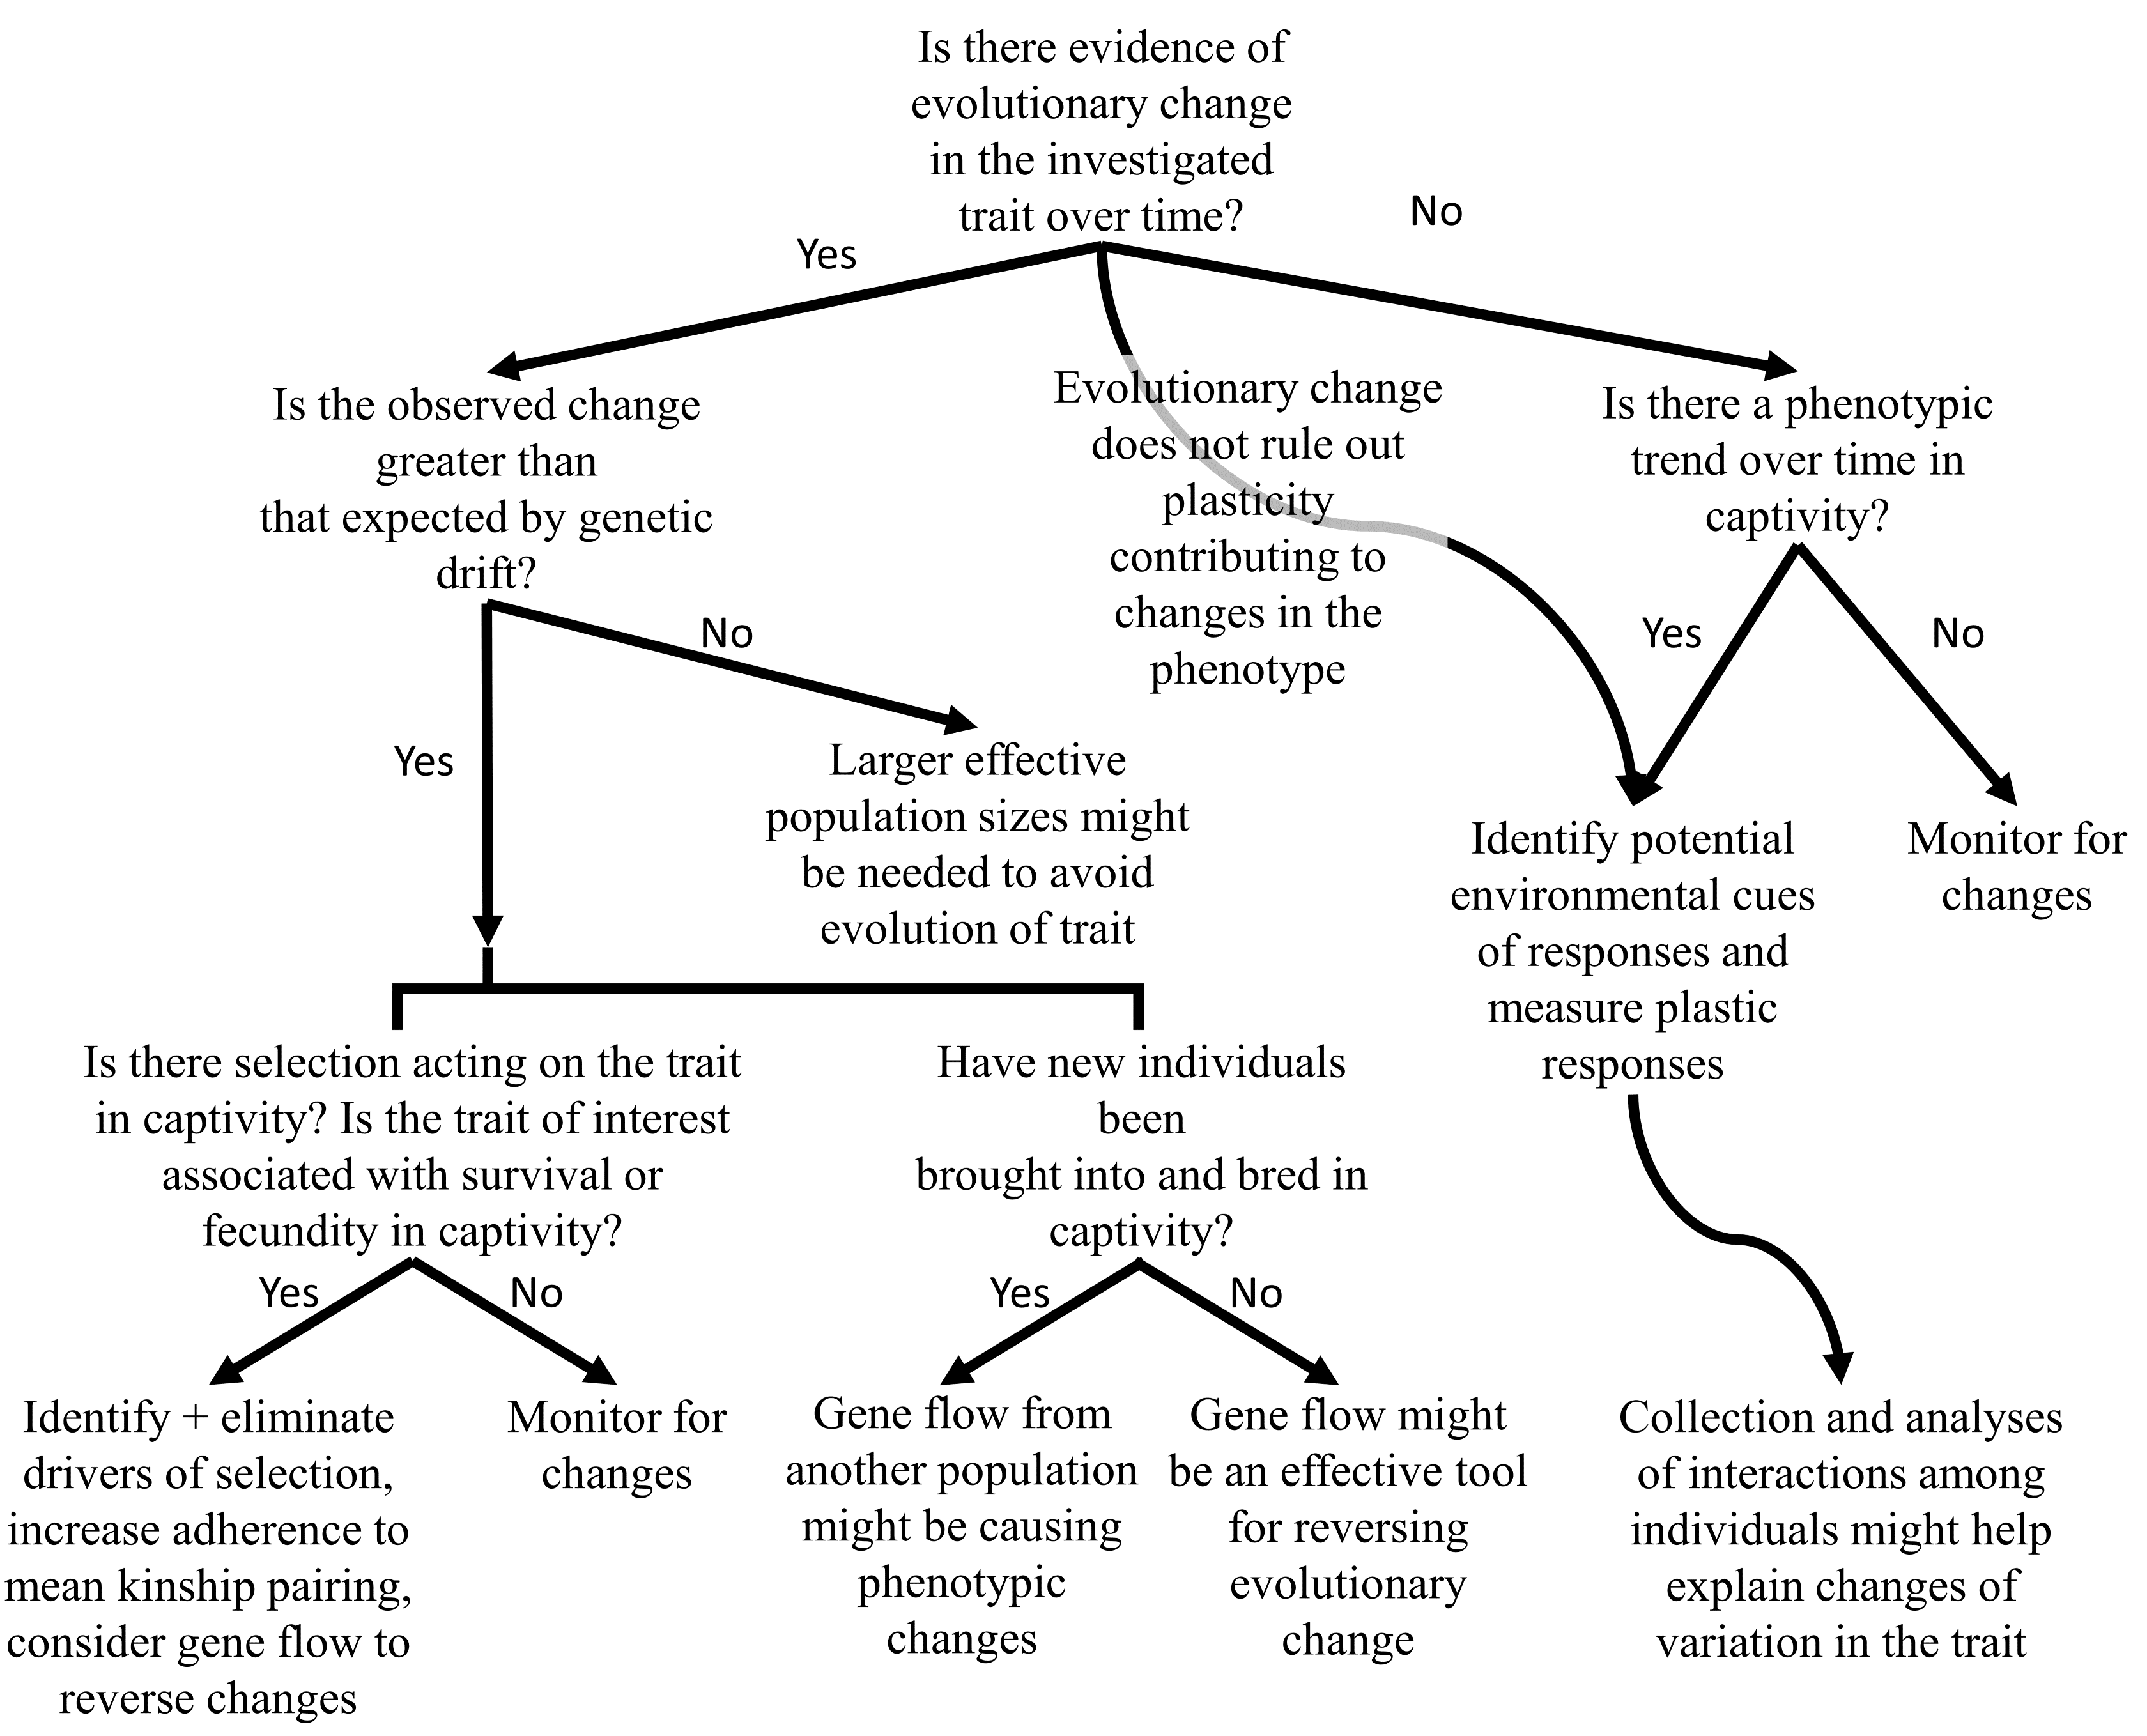 Is there evidence of
evolutionary change
in the investigated
trait over time?
Yes
No
Is the observed change
greater than
that expected by genetic
drift?
Evolutionary change
does not rule out
plasticity
contributing to
changes in the
phenotype
Is there a phenotypic
trend over time in
captivity?
Yes
No
Larger effective
population sizes might
be needed to avoid
evolution of trait
Yes
No
Identify potential
environmental cues
of responses and
measure plastic
responses
Monitor for
changes
Is there selection acting on the trait
in captivity? Is the trait of interest
associated with survival or
fecundity in captivity?
Have new individuals
been
brought into and bred in
captivity?
Yes
No
Yes
No
Identify + eliminate
drivers of selection,
increase adherence to
mean kinship pairing,
consider gene flow to
reverse changes
Monitor for
changes
Gene flow from
another population
might be causing
phenotypic
changes
Gene flow might
be an effective tool
for reversing
evolutionary
change
Collection and analyses
of interactions among
individuals might help
explain changes of
variation in the trait